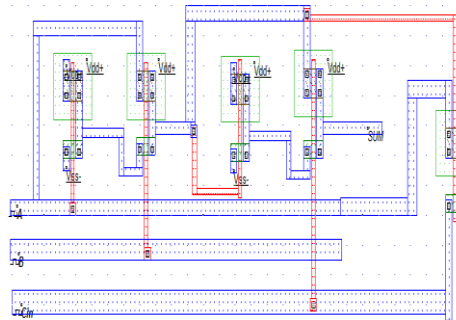 Vdd+
Vdd+
Vdd+
Vdd+
SUM
Vss-
Vss-
A
B
Cin